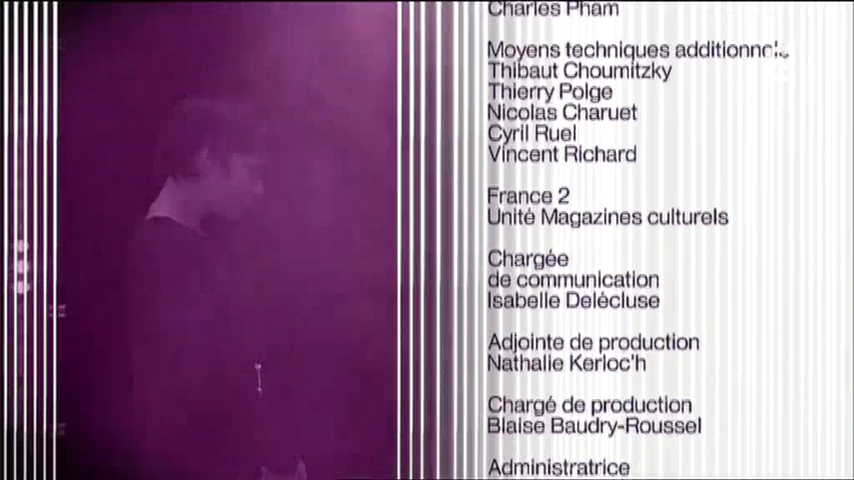 Charles Pham
Moyens techniques additionnels
Thibaut Choumitzky
Thierry Polge
Nicolas Charuet
Cyril Ruel
Vincent Richard
France 2
Unité Magazines culturels
Chargée
de communication
Isabelle Delécluse
Adjointe de production
Nathalie Kerloc'h
Chargé de production
Blaise Baudry-Roussel
Administratrice